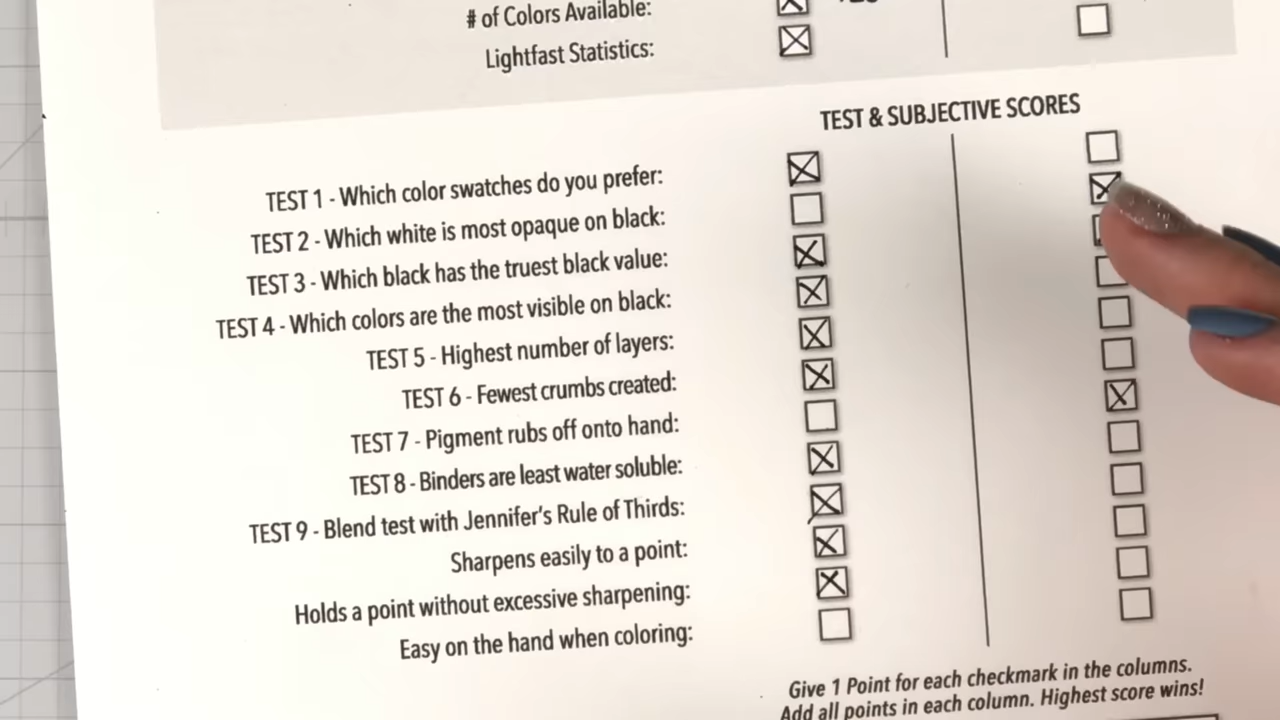 # of Colors Available:
Lightfast Statistics:
TEST & SUBJECTIVE SCORES
TEST 1 - Which color swatches do you prefer:
TEST 2 - Which white is most opaque on black:
TEST 3 - Which black has the truest black value:
TEST 4 - Which colors are the most visible on black:
TEST 5 - Highest number of layers:
TEST 6 - Fewest crumbs created:
TEST 7 - Pigment rubs off onto hand:
TEST 8 - Binders are least water soluble:
TEST 9 - Blend test with Jennifer's Rule of Thirds:
Sharpens easily to a point:
Holds a point without excessive sharpening:
Easy on the hand when coloring:
Give 1 Point for each checkmark in the columns.
Add all points in each column. Highest score wins!